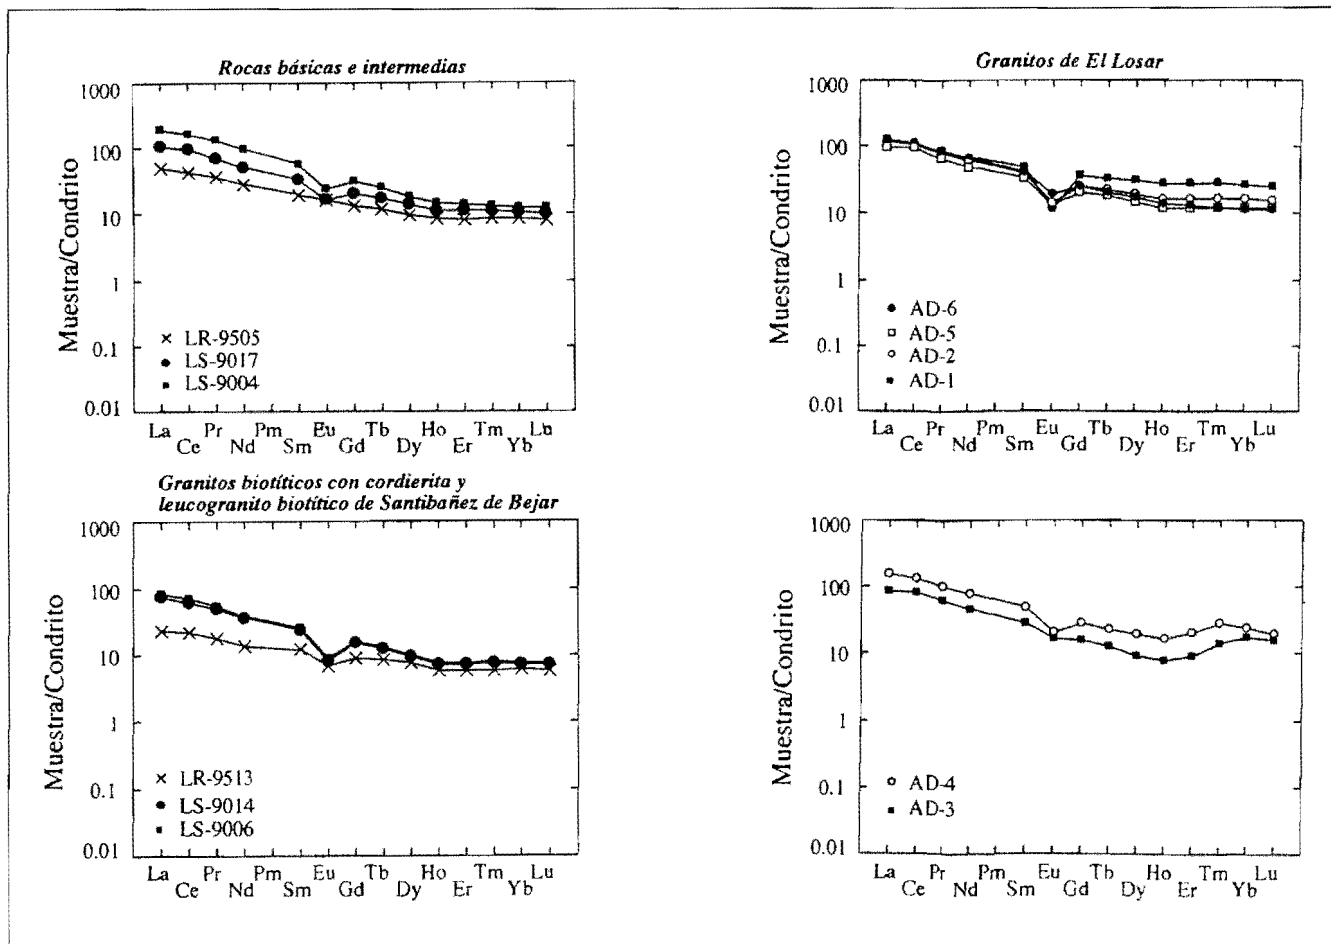 Rocas básicas e intermedias
1000
100
10
1
0.1
0.01
Muestra/Condrito
LR-9505
LS-9017
LS-9004
La Ce Pr Nd Pm Sm Eu Gd Tb Dy Ho Er Tm Yb Lu
Granitos de El Losar
1000
100
10
1
0.1
0.01
Muestra/Condrito
AD-6
AD-5
AD-2
AD-1
La Ce Pr Nd Pm Sm Eu Gd Tb Dy Ho Er Tm Yb Lu
Granitos biotíticos con cordierita y
leucogranito biotítico de Santibañez de Bejar
1000
100
10
1
0.1
0.01
Muestra/Condrito
LR-9513
LS-9014
LS-9006
La Ce Pr Nd Pm Sm Eu Gd Tb Dy Ho Er Tm Yb Lu
1000
100
10
1
0.1
0.01
Muestra/Condrito
AD-4
AD-3
La Ce Pr Nd Pm Sm Eu Gd Tb Dy Ho Er Tm Yb Lu